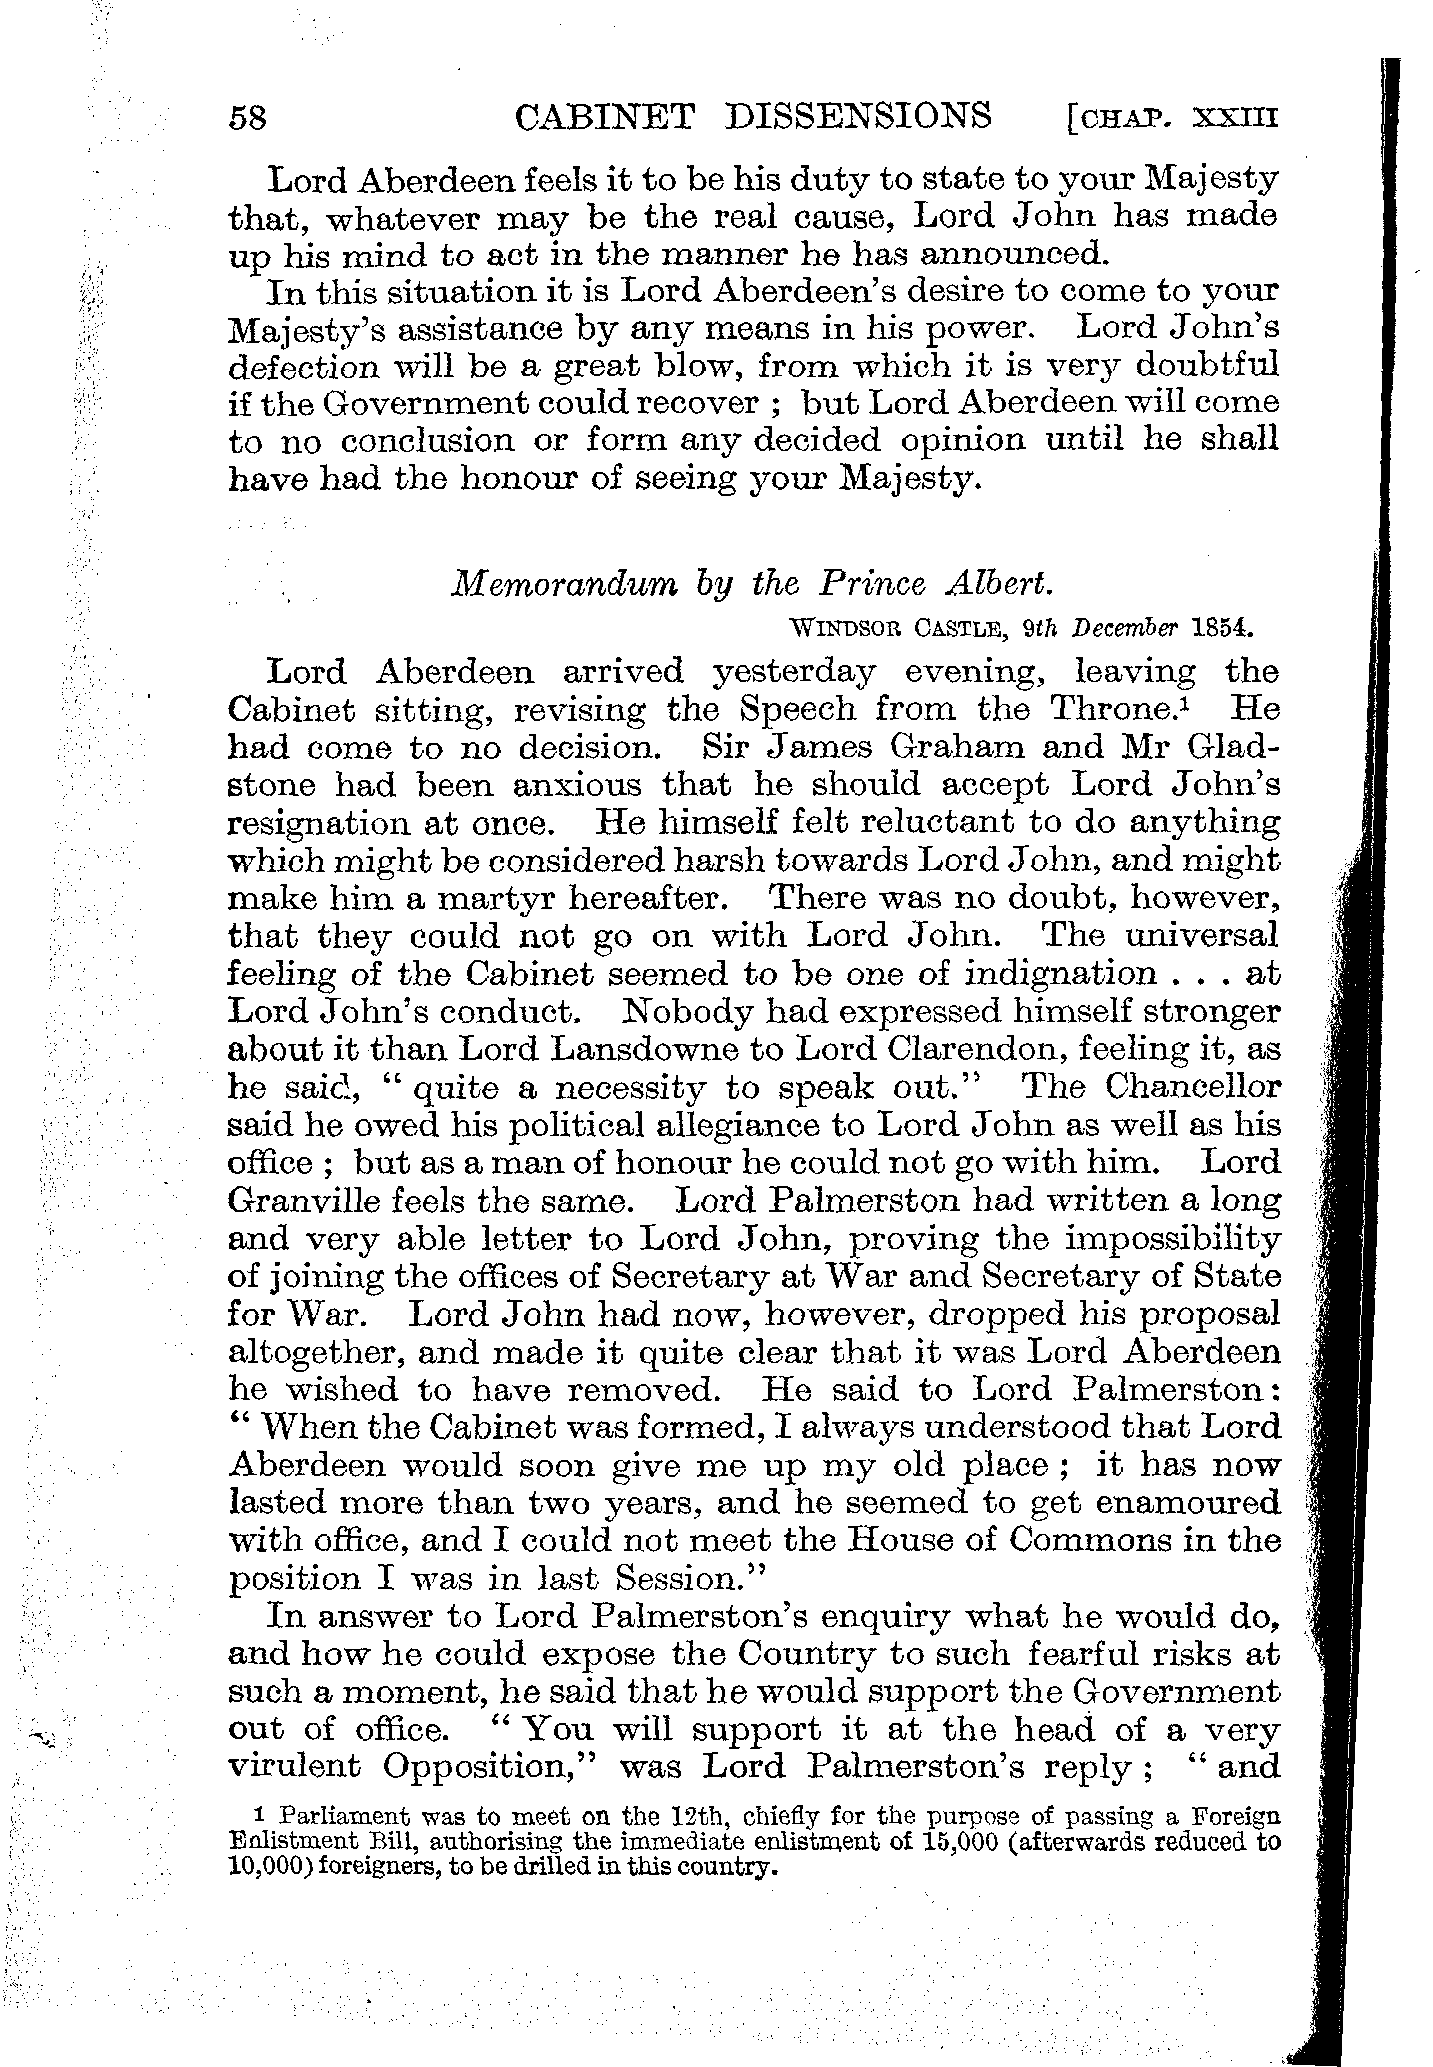 58 CABINET DISSENSIONS [CHAP. XXIII
Lord Aberdeen feels it to be his duty to state to your Majesty
that, whatever may be the real cause, Lord John has made
up his mind to act in the manner he has announced.
In this situation it is Lord Aberdeen's desire to come to your
Majesty's assistance by any means in his power. Lord John's
defection will be a great blow, from which it is very doubtful
if the Government could recover ; but Lord Aberdeen will come
to no conclusion or form any decided opinion until he shall
have had the honour of seeing your Majesty.
Memorandum by the Prince Albert.
WINDSOR CASTLE, 9th December 1854.
Lord Aberdeen arrived yesterday evening, leaving the
Cabinet sitting, revising the Speech from the Throne.¹ He
had come to no decision. Sir James Graham and Mr Glad-
stone had been anxious that he should accept Lord John's
resignation at once. He himself felt reluctant to do anything
which might be considered harsh towards Lord John, and might
make him a martyr hereafter. There was no doubt, however,
that they could not go on with Lord John. The universal
feeling of the Cabinet seemed to be one of indignation . . . at
Lord John's conduct. Nobody had expressed himself stronger
about it than Lord Lansdowne to Lord Clarendon, feeling it, as
he said, “ quite a necessity to speak out.” The Chancellor
said he owed his political allegiance to Lord John as well as his
office ; but as a man of honour he could not go with him. Lord
Granville feels the same. Lord Palmerston had written a long
and very able letter to Lord John, proving the impossibility
of joining the offices of Secretary at War and Secretary of State
for War. Lord John had now, however, dropped his proposal
altogether, and made it quite clear that it was Lord Aberdeen
he wished to have removed. He said to Lord Palmerston:
“ When the Cabinet was formed, I always understood that Lord
Aberdeen would soon give me up my old place ; it has now
lasted more than two years, and he seemed to get enamoured
with office, and I could not meet the House of Commons in the
position I was in last Session.”
In answer to Lord Palmerston's enquiry what he would do,
and how he could expose the Country to such fearful risks at
such a moment, he said that he would support the Government
out of office. “ You will support it at the head of a very
virulent Opposition,” was Lord Palmerston's reply ; “ and
1 Parliament was to meet on the 12th, chiefly for the purpose of passing a Foreign
Enlistment Bill, authorising the immediate enlistment of 15,000 (afterwards reduced to
10,000) foreigners, to be drilled in this country.